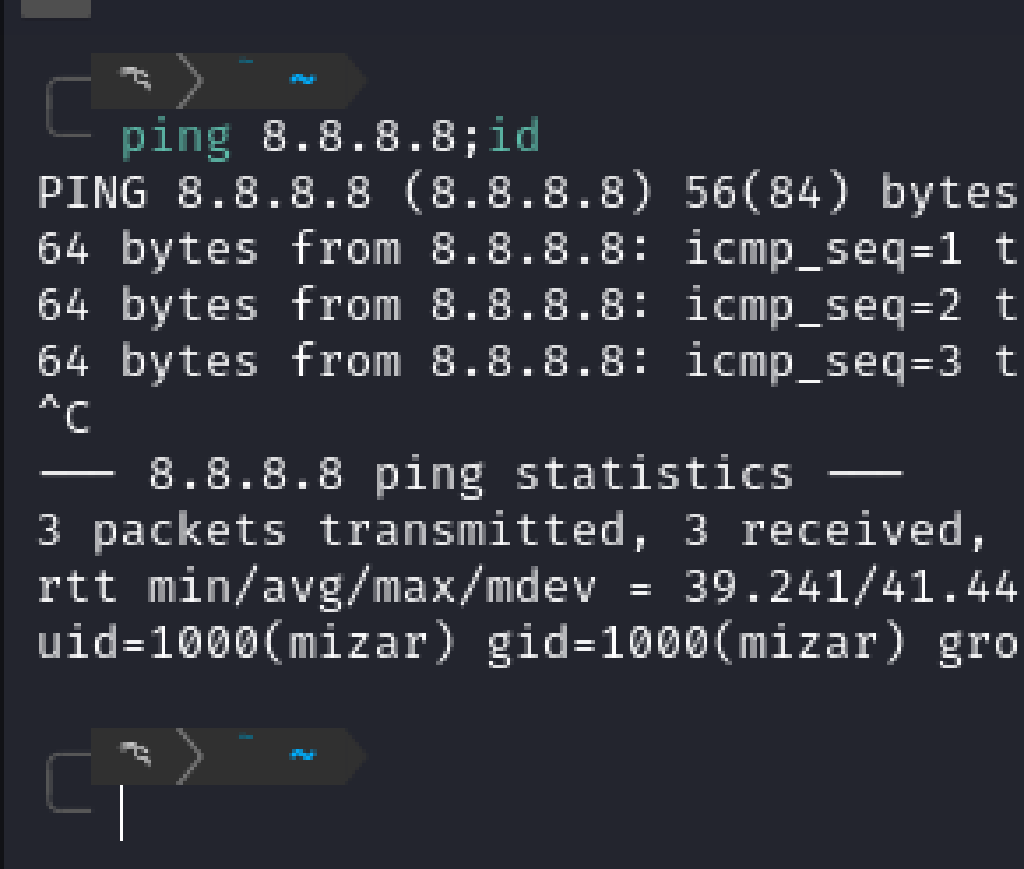 ~
ping 8.8.8.8;id
PING 8.8.8.8 (8.8.8.8) 56(84) bytes
64 bytes from 8.8.8.8: icmp_seq=1 t
64 bytes from 8.8.8.8: icmp_seq=2 t
64 bytes from 8.8.8.8: icmp_seq=3 t
^C
--- 8.8.8.8 ping statistics ---
3 packets transmitted, 3 received,
rtt min/avg/max/mdev = 39.241/41.44
uid=1000(mizar) gid=1000(mizar) gro
~